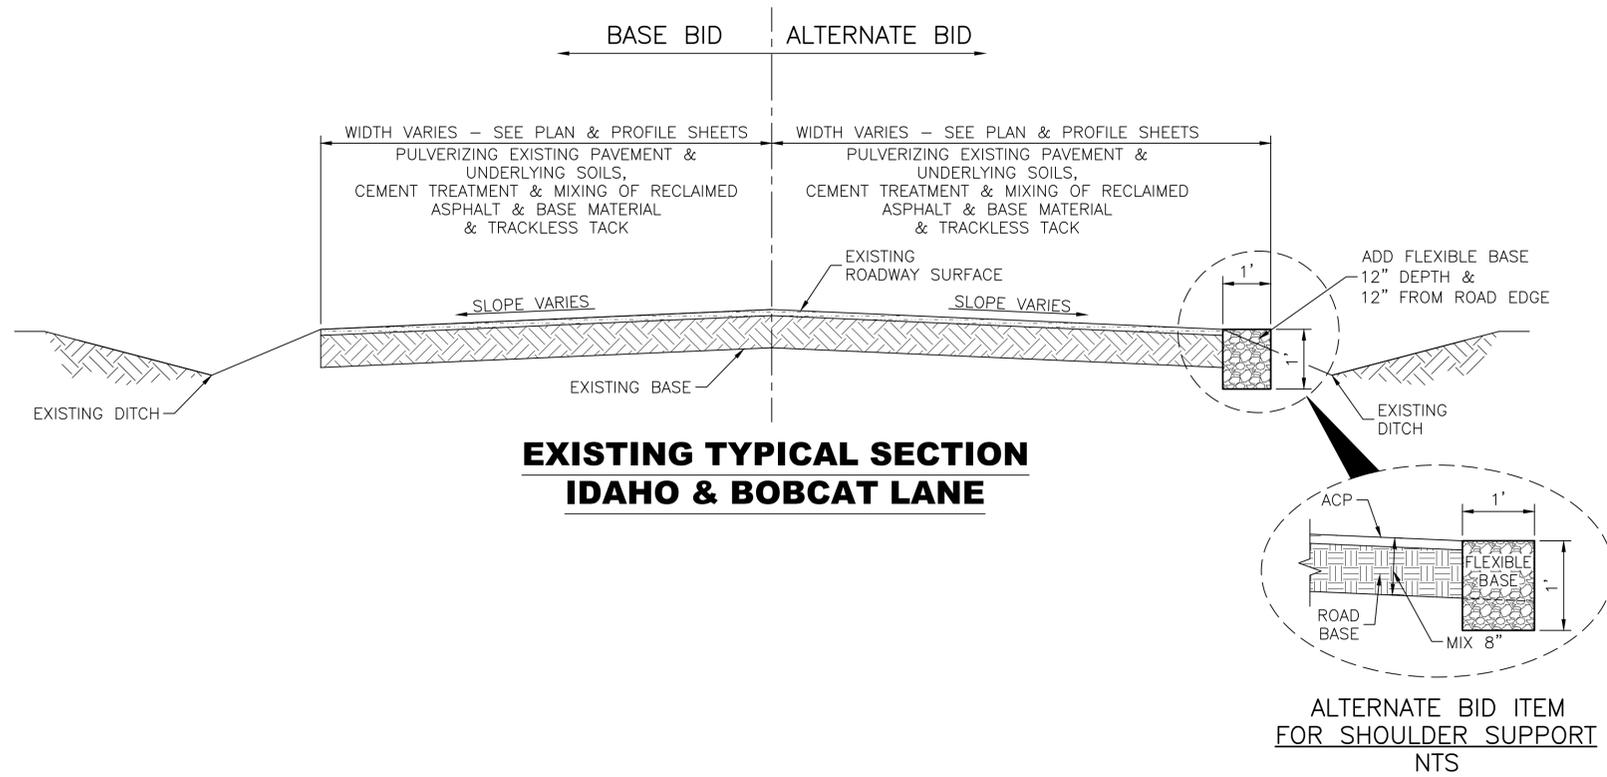 BASE BID
ALTERNATE BID
WIDTH VARIES – SEE PLAN & PROFILE SHEETS
PULVERIZING EXISTING PAVEMENT &
UNDERLYING SOILS,
CEMENT TREATMENT & MIXING OF RECLAIMED
ASPHALT & BASE MATERIAL
& TRACKLESS TACK
WIDTH VARIES – SEE PLAN & PROFILE SHEETS
PULVERIZING EXISTING PAVEMENT &
UNDERLYING SOILS,
CEMENT TREATMENT & MIXING OF RECLAIMED
ASPHALT & BASE MATERIAL
& TRACKLESS TACK
EXISTING
ROADWAY SURFACE
SLOPE VARIES
SLOPE VARIES
1'
ADD FLEXIBLE BASE
12" DEPTH &
12" FROM ROAD EDGE
1'
EXISTING BASE
EXISTING DITCH
EXISTING
DITCH
EXISTING TYPICAL SECTION
IDAHO & BOBCAT LANE
ACP
1'
FLEXIBLE
BASE
1'
ROAD
BASE
MIX 8"
ALTERNATE BID ITEM
FOR SHOULDER SUPPORT
NTS